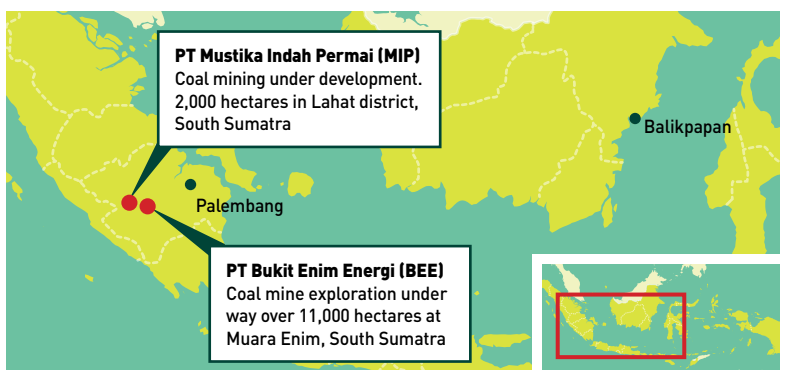 PT Mustika Indah Permai (MIP)
Coal mining under development.
2,000 hectares in Lahat district,
South Sumatra
Balikpapan
Palembang
PT Bukit Enim Energi (BEE)
Coal mine exploration under
way over 11,000 hectares at
Muara Enim, South Sumatra